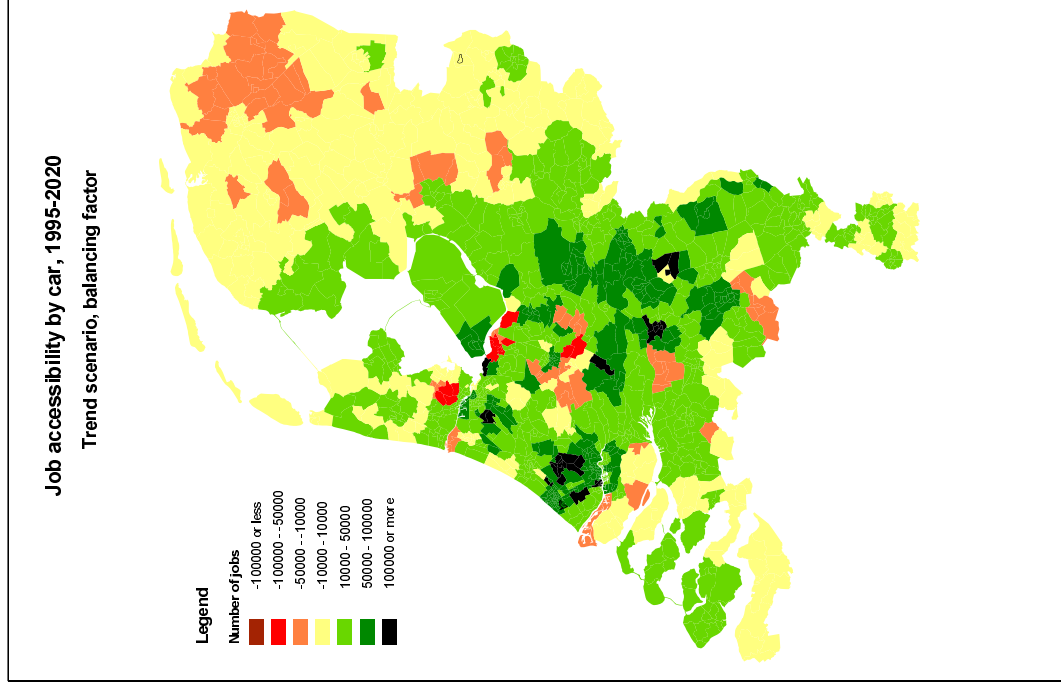 Job accessibility by car, 1995-2020
Trend scenario, balancing factor
Legend
Number of jobs
-100000 or less
-100000 - -50000
-50000 - -10000
-10000 - 10000
10000 - 50000
50000 - 100000
100000 or more